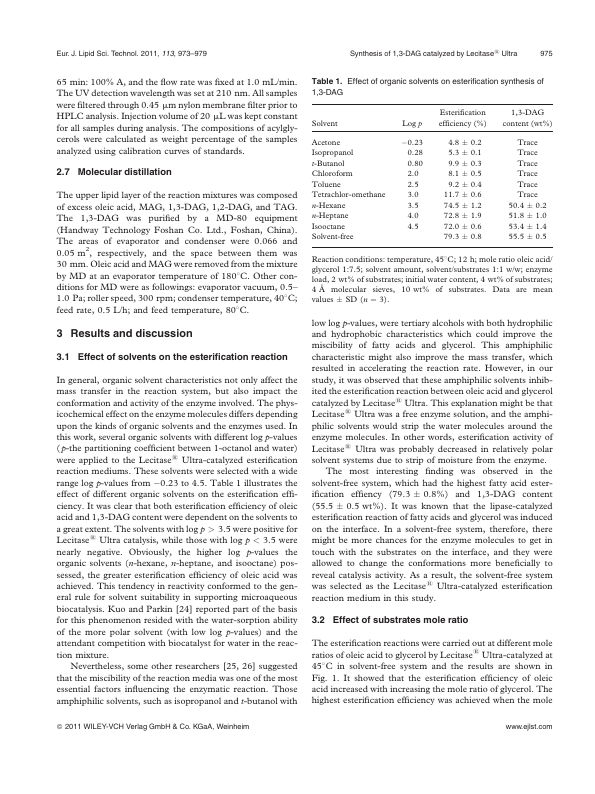 Eur. J. Lipid Sci. Technol. 2011, 113, 973–979
Synthesis of 1,3-DAG catalyzed by Lecitase® Ultra
975
65 min: 100% A, and the flow rate was fixed at 1.0 mL/min.
The UV detection wavelength was set at 210 nm. All samples
were filtered through 0.45 μm nylon membrane filter prior to
HPLC analysis. Injection volume of 20 μL was kept constant
for all samples during analysis. The compositions of acylgly-
cerols were calculated as weight percentage of the samples
analyzed using calibration curves of standards.
2.7 Molecular distillation
The upper lipid layer of the reaction mixtures was composed
of excess oleic acid, MAG, 1,3-DAG, 1,2-DAG, and TAG.
The 1,3-DAG was purified by a MD-80 equipment
(Handway Technology Foshan Co. Ltd., Foshan, China).
The areas of evaporator and condenser were 0.066 and
0.05 m², respectively, and the space between them was
30 mm. Oleic acid and MAG were removed from the mixture
by MD at an evaporator temperature of 180°C. Other con-
ditions for MD were as followings: evaporator vacuum, 0.5–
1.0 Pa; roller speed, 300 rpm; condenser temperature, 40°C;
feed rate, 0.5 L/h; and feed temperature, 80°C.
3 Results and discussion
3.1 Effect of solvents on the esterification reaction
In general, organic solvent characteristics not only affect the
mass transfer in the reaction system, but also impact the
conformation and activity of the enzyme involved. The phys-
icochemical effect on the enzyme molecules differs depending
upon the kinds of organic solvents and the enzymes used. In
this work, several organic solvents with different log p-values
(p-the partitioning coefficient between 1-octanol and water)
were applied to the Lecitase® Ultra-catalyzed esterification
reaction mediums. These solvents were selected with a wide
range log p-values from −0.23 to 4.5. Table 1 illustrates the
effect of different organic solvents on the esterification effi-
ciency. It was clear that both esterification efficiency of oleic
acid and 1,3-DAG content were dependent on the solvents to
a great extent. The solvents with log p > 3.5 were positive for
Lecitase® Ultra catalysis, while those with log p < 3.5 were
nearly negative. Obviously, the higher log p-values the
organic solvents (n-hexane, n-heptane, and isooctane) pos-
sessed, the greater esterification efficiency of oleic acid was
achieved. This tendency in reactivity conformed to the gen-
eral rule for solvent suitability in supporting microaqueous
biocatalysis. Kuo and Parkin [24] reported part of the basis
for this phenomenon resided with the water-sorption ability
of the more polar solvent (with low log p-values) and the
attendant competition with biocatalyst for water in the reac-
tion mixture.
Nevertheless, some other researchers [25, 26] suggested
that the miscibility of the reaction media was one of the most
essential factors influencing the enzymatic reaction. Those
amphiphilic solvents, such as isopropanol and t-butanol with
Table 1. Effect of organic solvents on esterification synthesis of
1,3-DAG
Solvent Log p Esterification efficiency (%) 1,3-DAG content (wt%)
Acetone −0.23 4.8 ± 0.2 Trace
Isopropanol 0.28 5.3 ± 0.1 Trace
t-Butanol 0.80 9.9 ± 0.3 Trace
Chloroform 2.0 8.1 ± 0.5 Trace
Toluene 2.5 9.2 ± 0.4 Trace
Tetrachlor-omethane 3.0 11.7 ± 0.6 Trace
n-Hexane 3.5 74.5 ± 1.2 50.4 ± 0.2
n-Heptane 4.0 72.8 ± 1.9 51.8 ± 1.0
Isooctane 4.5 72.0 ± 0.6 53.4 ± 1.4
Solvent-free 79.3 ± 0.8 55.5 ± 0.5
Reaction conditions: temperature, 45°C; 12 h; mole ratio oleic acid/
glycerol 1:7.5; solvent amount, solvent/substrates 1:1 w/w; enzyme
load, 2 wt% of substrates; initial water content, 4 wt% of substrates;
4 Å molecular sieves, 10 wt% of substrates. Data are mean
values ± SD (n = 3).
low log p-values, were tertiary alcohols with both hydrophilic
and hydrophobic characteristics which could improve the
miscibility of fatty acids and glycerol. This amphiphilic
characteristic might also improve the mass transfer, which
resulted in accelerating the reaction rate. However, in our
study, it was observed that these amphiphilic solvents inhib-
ited the esterification reaction between oleic acid and glycerol
catalyzed by Lecitase® Ultra. This explanation might be that
Lecitase® Ultra was a free enzyme solution, and the amphi-
philic solvents would strip the water molecules around the
enzyme molecules. In other words, esterification activity of
Lecitase® Ultra was probably decreased in relatively polar
solvent systems due to strip of moisture from the enzyme.
The most interesting finding was observed in the
solvent-free system, which had the highest fatty acid ester-
ification effiency (79.3 ± 0.8%) and 1,3-DAG content
(55.5 ± 0.5 wt%). It was known that the lipase-catalyzed
esterification reaction of fatty acids and glycerol was induced
on the interface. In a solvent-free system, therefore, there
might be more chances for the enzyme molecules to get in
touch with the substrates on the interface, and they were
allowed to change the conformations more beneficially to
reveal catalysis activity. As a result, the solvent-free system
was selected as the Lecitase® Ultra-catalyzed esterification
reaction medium in this study.
3.2 Effect of substrates mole ratio
The esterification reactions were carried out at different mole
ratios of oleic acid to glycerol by Lecitase® Ultra-catalyzed at
45°C in solvent-free system and the results are shown in
Fig. 1. It showed that the esterification efficiency of oleic
acid increased with increasing the mole ratio of glycerol. The
highest esterification efficiency was achieved when the mole
© 2011 WILEY-VCH Verlag GmbH & Co. KGaA, Weinheim
www.ejlst.com